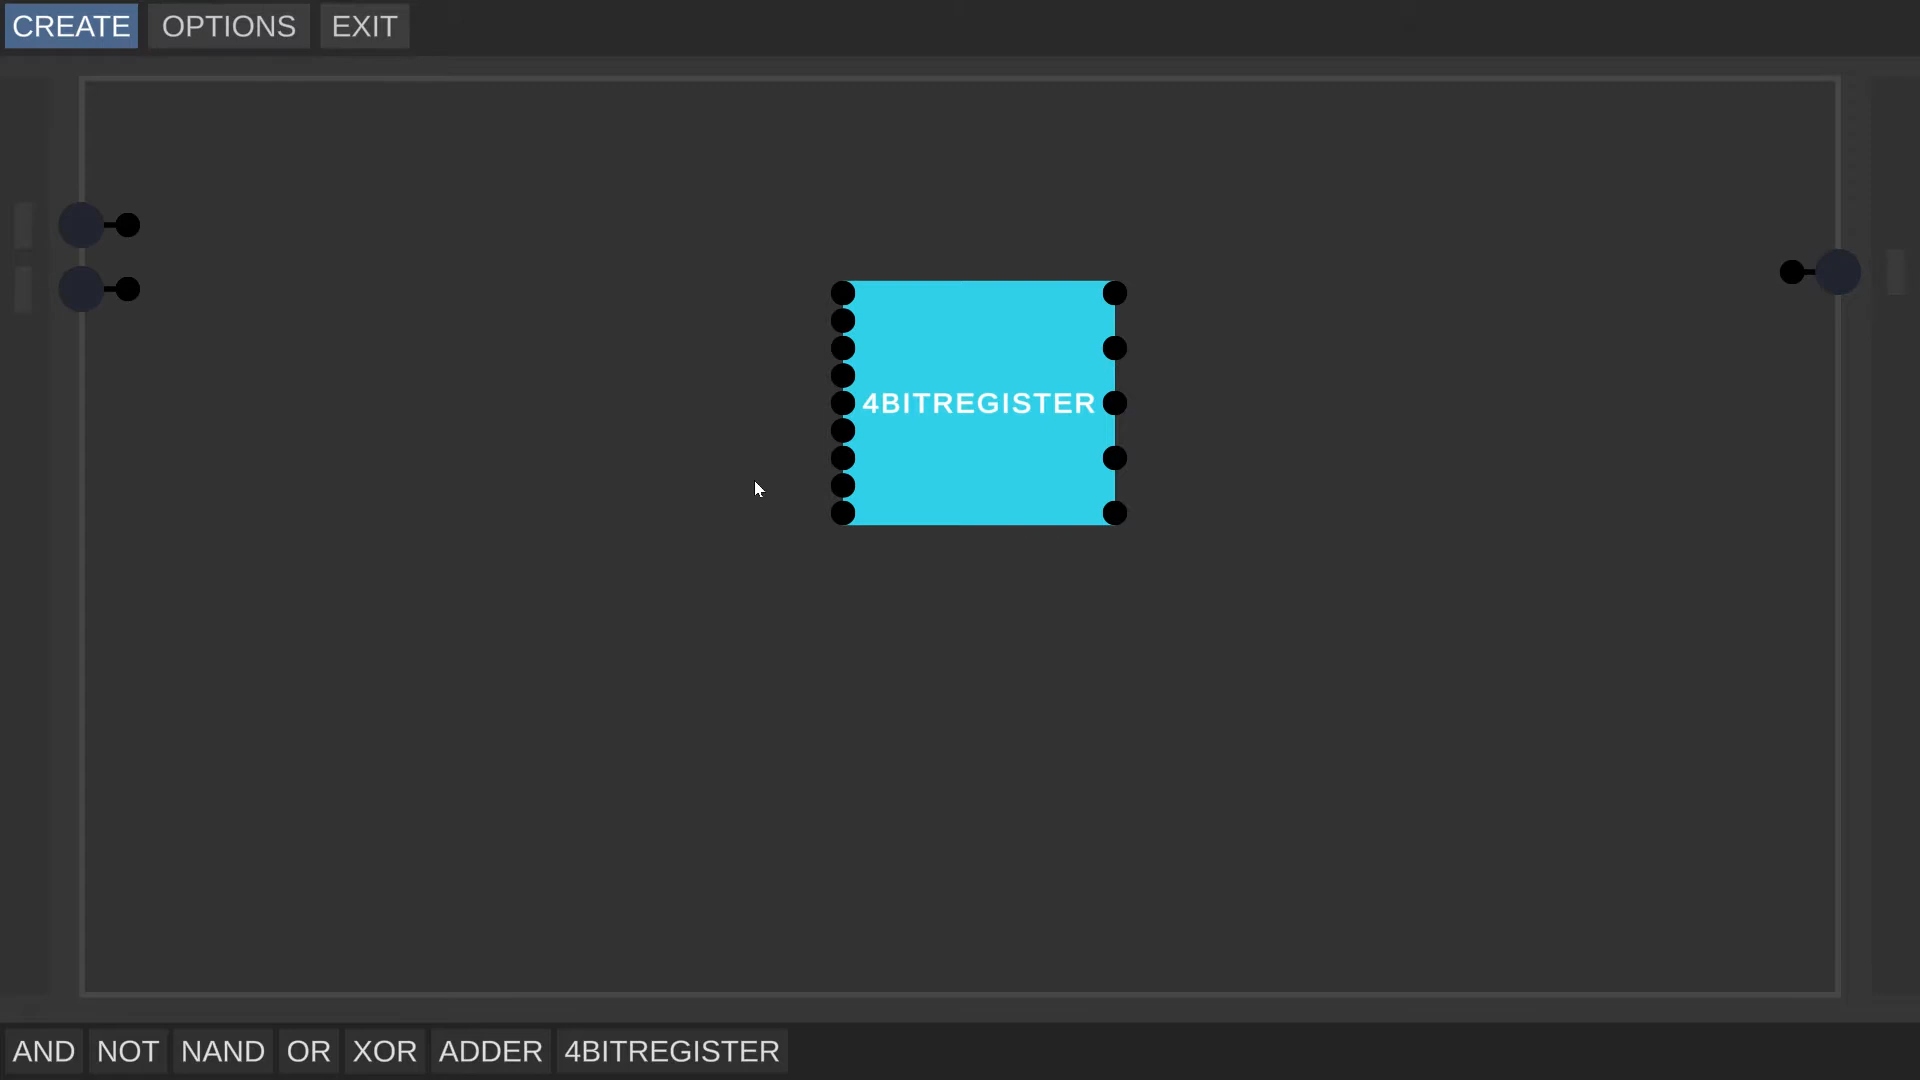 CREATE OPTIONS EXIT
4BITREGISTER
AND NOT NAND OR XOR ADDER 4BITREGISTER